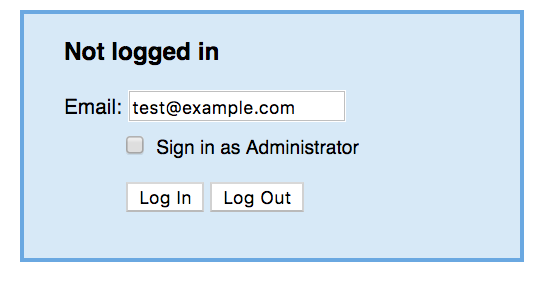 Not logged in
Email: test@example.com
Sign in as Administrator
Log In Log Out